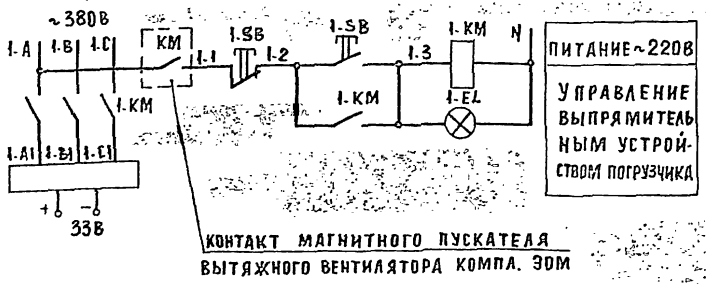 ~380В
1-А 1-В 1-С
КМ
1-1
1-SB
1-2
1-SB
1-3
1-КМ
N
1-КМ
1-КМ
1-EL
1-А1 1-В1 1-С1
+ -
33В
ПИТАНИЕ ~220В
УПРАВЛЕНИЕ
ВЫПРЯМИТЕЛЬ
НЫМ УСТРОЙ-
СТВОМ ПОГРУЗЧИКА
КОНТАКТ МАГНИТНОГО ПУСКАТЕЛЯ
ВЫТЯЖНОГО ВЕНТИЛЯТОРА КОМПЛ. ЭОМ